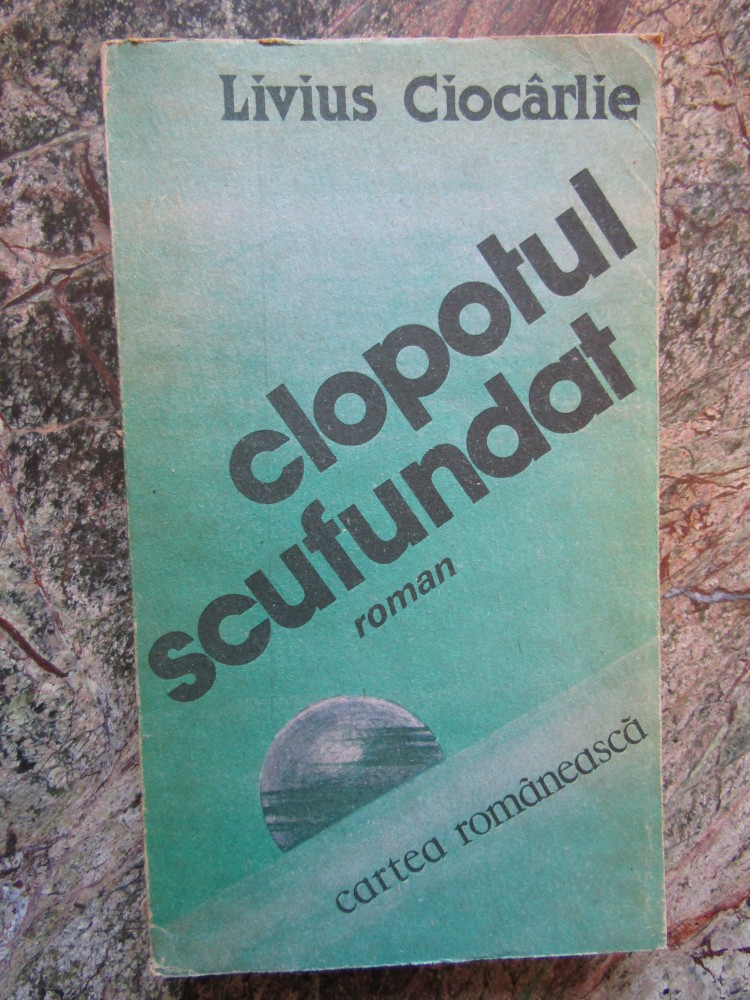 Livius Ciocârlie
clopotul
scufundat
roman
cartea românească